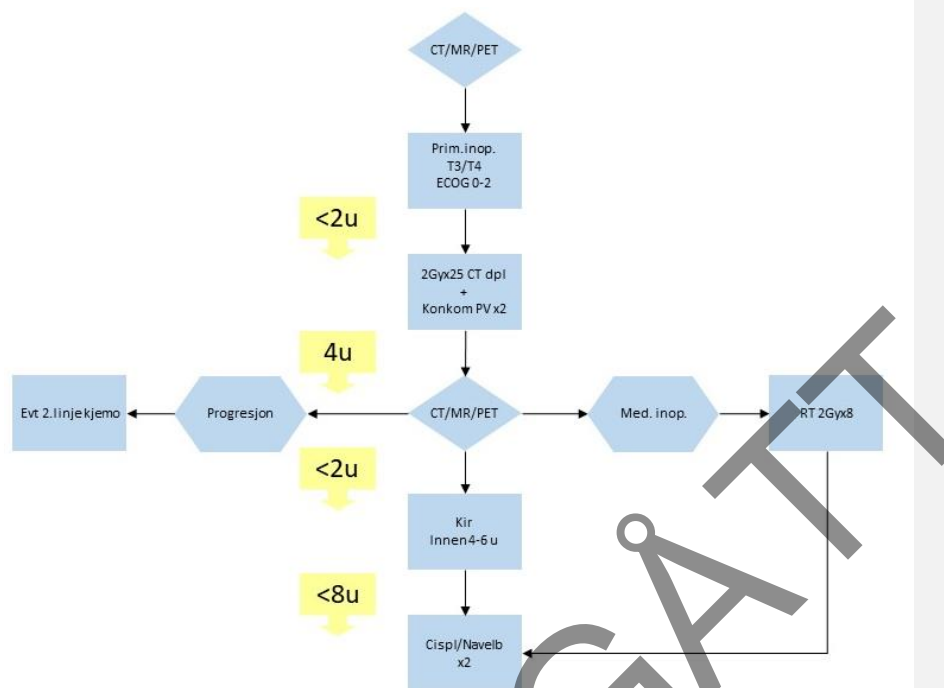 CT/MR/PET
Prim.inop.
T3/T4
ECOG 0-2
<2u
2Gyx25 CT dpl
+
Konkom PV x2
4u
Evt 2.linjekjemo
Progresjon
CT/MR/PET
Med. inop.
RT 2Gyx8
<2u
Kir
Innen 4-6 u
<8u
Cispl/Navelb
x2
GÅTT